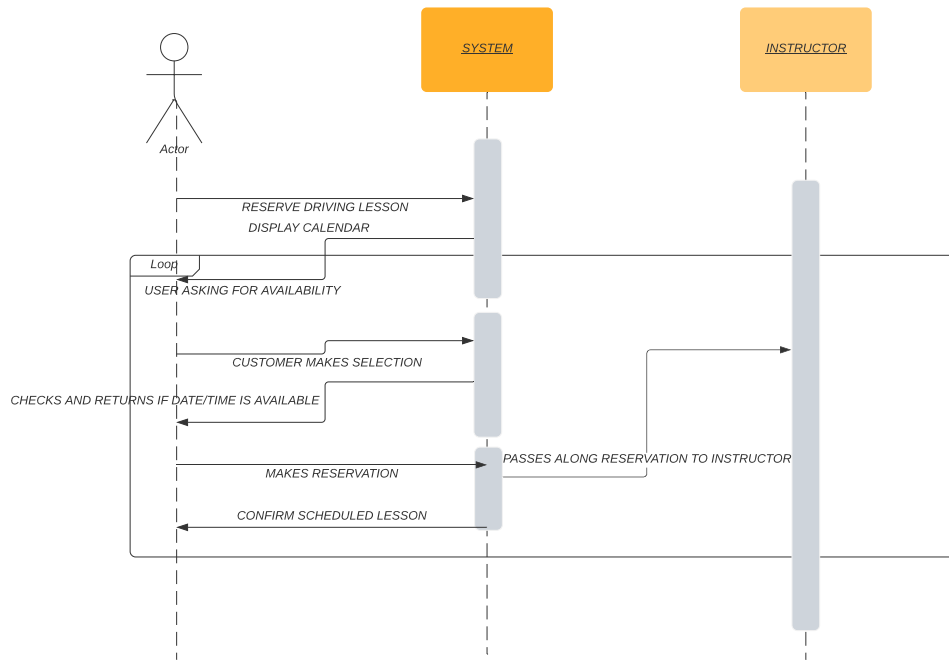 SYSTEM
INSTRUCTOR
Actor
RESERVE DRIVING LESSON
DISPLAY CALENDAR
Loop
USER ASKING FOR AVAILABILITY
CUSTOMER MAKES SELECTION
CHECKS AND RETURNS IF DATE/TIME IS AVAILABLE
PASSES ALONG RESERVATION TO INSTRUCTOR
MAKES RESERVATION
CONFIRM SCHEDULED LESSON